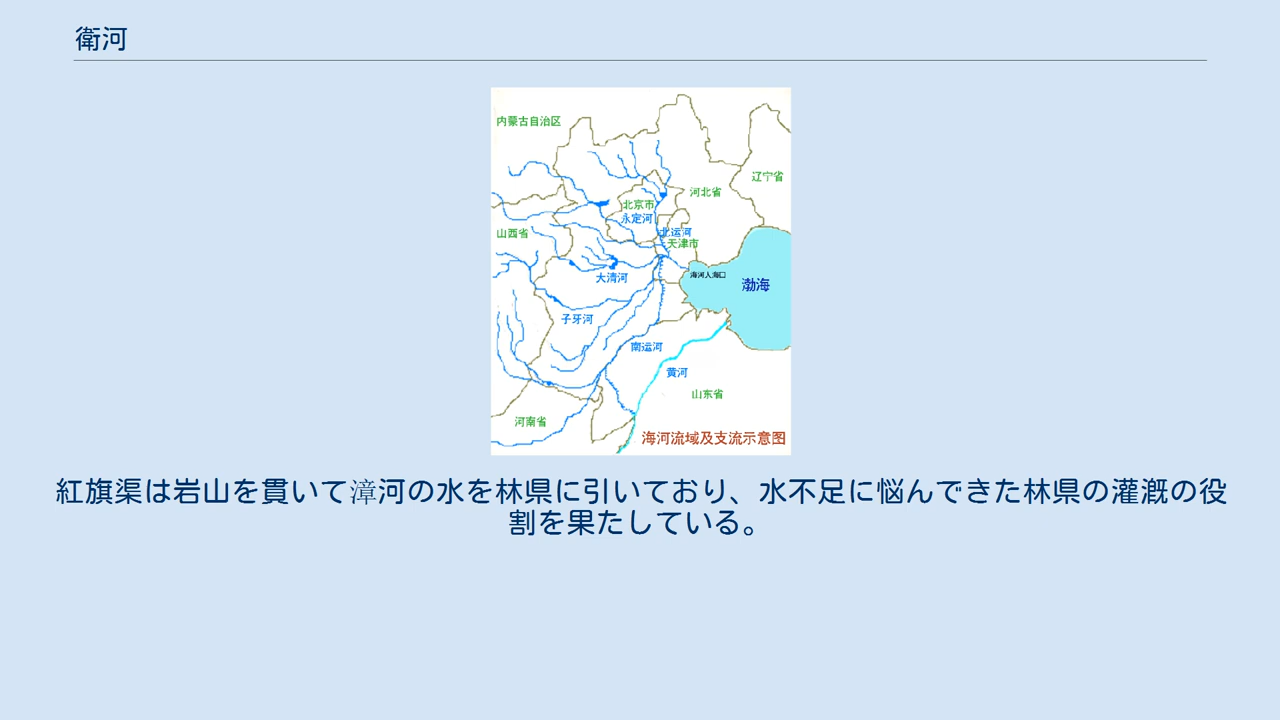 衛河
内蒙古自治区
辽宁省
河北省
北京市
永定河
北运河
山西省
天津市
海河入海口
大清河
渤海
子牙河
南运河
黄河
山东省
河南省
海河流域及支流示意图
紅旗渠は岩山を貫いて漳河の水を林県に引いており、水不足に悩んできた林県の灌漑の役
割を果たしている。